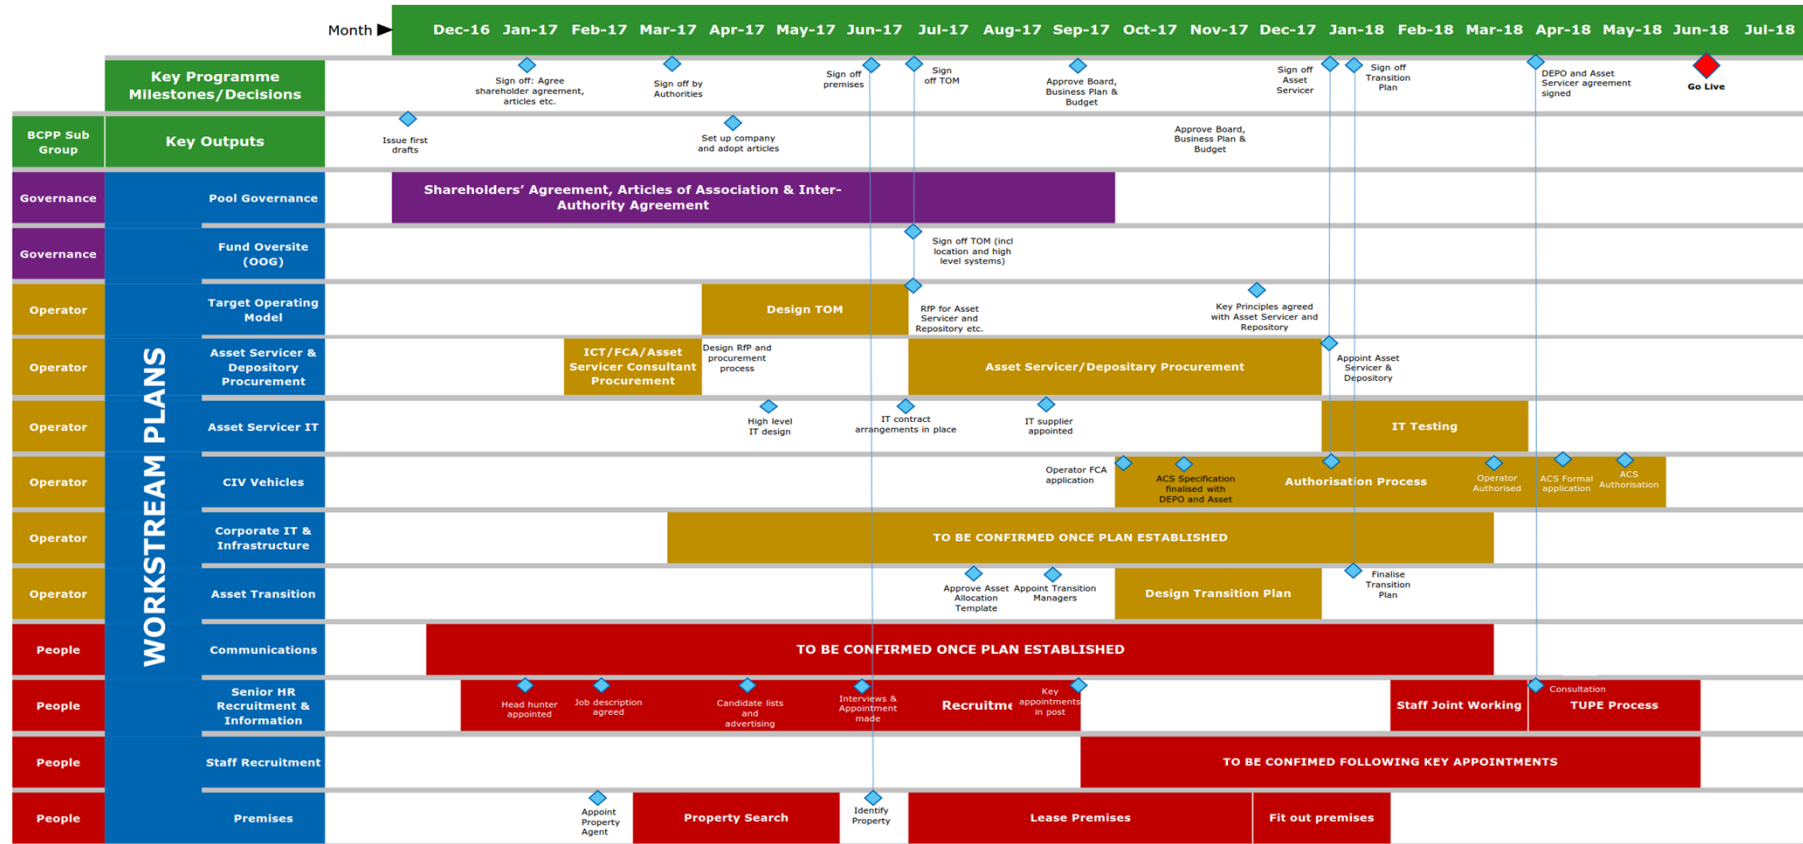 Month ► Dec-16 Jan-17 Feb-17 Mar-17 Apr-17 May-17 Jun-17 Jul-17 Aug-17 Sep-17 Oct-17 Nov-17 Dec-17 Jan-18 Feb-18 Mar-18 Apr-18 May-18 Jun-18 Jul-18
Key Programme
Milestones/Decisions
Sign off: Agree
shareholder agreement,
articles etc.
Sign off by
Authorities
Sign off
premises
Sign
off TOM
Approve Board,
Business Plan &
Budget
Sign off
Asset
Servicer
Sign off
Transition
Plan
DEPO and Asset
Servicer agreement
signed
Go Live
BCPP Sub
Group
Key Outputs
Issue first
drafts
Set up company
and adopt articles
Approve Board,
Business Plan &
Budget
WORKSTREAM PLANS
Governance
Pool Governance
Shareholders’ Agreement, Articles of Association & Inter-
Authority Agreement
Governance
Fund Oversite
(OOG)
Sign off TOM (incl
location and high
level systems)
Operator
Target Operating
Model
Design TOM
RfP for Asset
Servicer and
Repository etc.
Key Principles agreed
with Asset Servicer and
Repository
Operator
Asset Servicer &
Depository
Procurement
ICT/FCA/Asset
Servicer Consultant
Procurement
Design RfP and
procurement
process
Asset Servicer/Depositary Procurement
Appoint Asset
Servicer &
Depository
Operator
Asset Servicer IT
High level
IT design
IT contract
arrangements in place
IT supplier
appointed
IT Testing
Operator
CIV Vehicles
Operator FCA
application
ACS Specification
finalised with
DEPO and Asset
Authorisation Process
Operator
Authorised
ACS Formal
application
ACS
Authorisation
Operator
Corporate IT &
Infrastructure
TO BE CONFIRMED ONCE PLAN ESTABLISHED
Operator
Asset Transition
Approve Asset
Allocation
Template
Appoint Transition
Managers
Design Transition Plan
Finalise
Transition
Plan
People
Communications
TO BE CONFIRMED ONCE PLAN ESTABLISHED
People
Senior HR
Recruitment &
Information
Head hunter
appointed
Job description
agreed
Candidate lists
and
advertising
Interviews &
Appointment
made
Recruitme
Key
appointments
in post
Staff Joint Working
Consultation
TUPE Process
People
Staff Recruitment
TO BE CONFIMED FOLLOWING KEY APPOINTMENTS
People
Premises
Appoint
Property
Agent
Property Search
Identify
Property
Lease Premises
Fit out premises